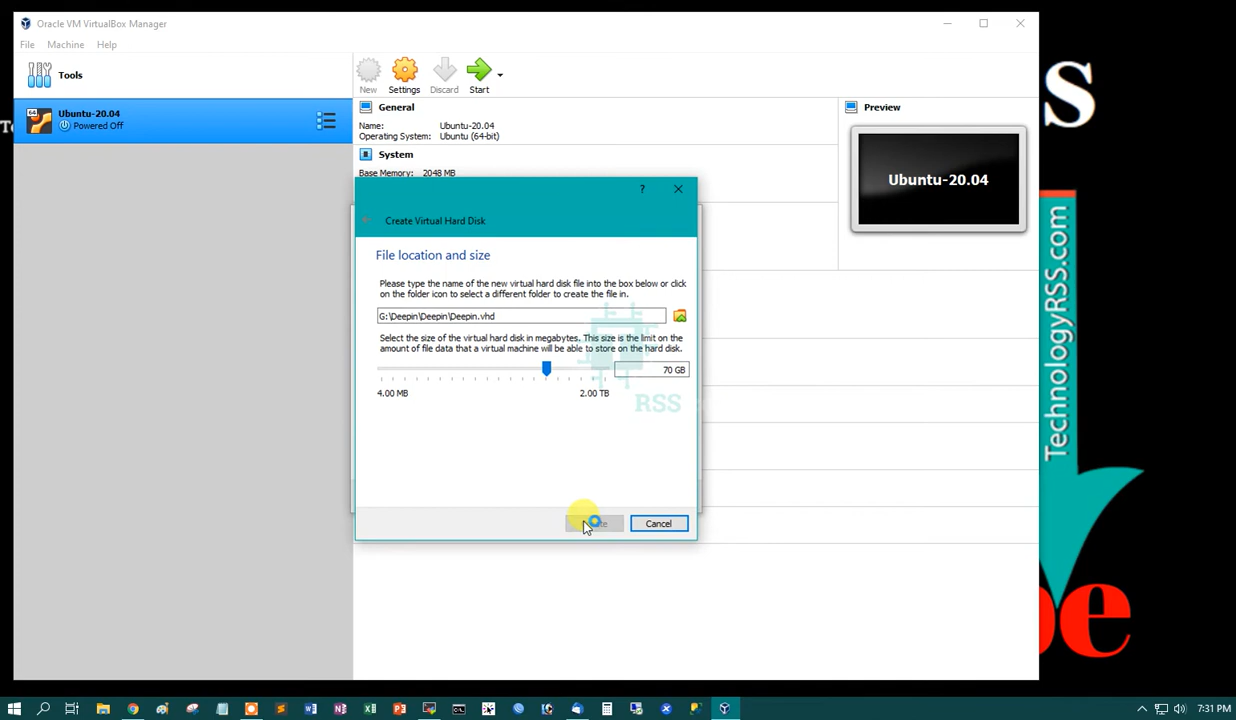 Oracle VM VirtualBox Manager
File Machine Help
Tools
New Settings Discard Start
64 Ubuntu-20.04
Powered Off
General
Name: Ubuntu-20.04
Operating System: Ubuntu (64-bit)
System
Base Memory: 2048 MB
Preview
Ubuntu-20.04
?
Create Virtual Hard Disk
File location and size
Please type the name of the new virtual hard disk file into the box below or click
on the folder icon to select a different folder to create the file in.
G:\Deepin\Deepin\Deepin.vhd
Select the size of the virtual hard disk in megabytes. This size is the limit on the
amount of file data that a virtual machine will be able to store on the hard disk.
70 GB
4.00 MB 2.00 TB
RSS
Cancel
S
TechnologyRSS.com
be
7:31 PM